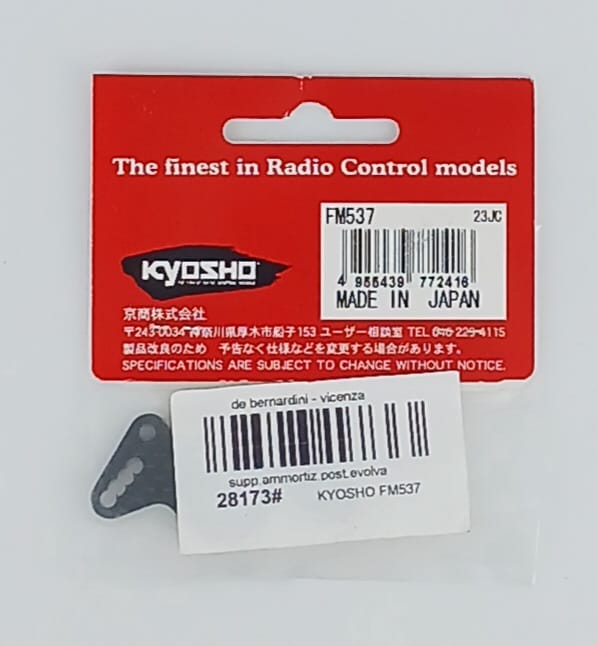 The finest in Radio Control models
FM537 23JC
4 955439 772416
MADE IN JAPAN
KYOSHO
京商株式会社
〒243-0034 神奈川県厚木市船子153 ユーザー相談室 TEL 046-229-4115
製品改良のため 予告なく仕様などを変更する場合があります。
SPECIFICATIONS ARE SUBJECT TO CHANGE WITHOUT NOTICE.
de bernardini - vicenza
supp.ammortiz.post.evolva
28173# KYOSHO FM537